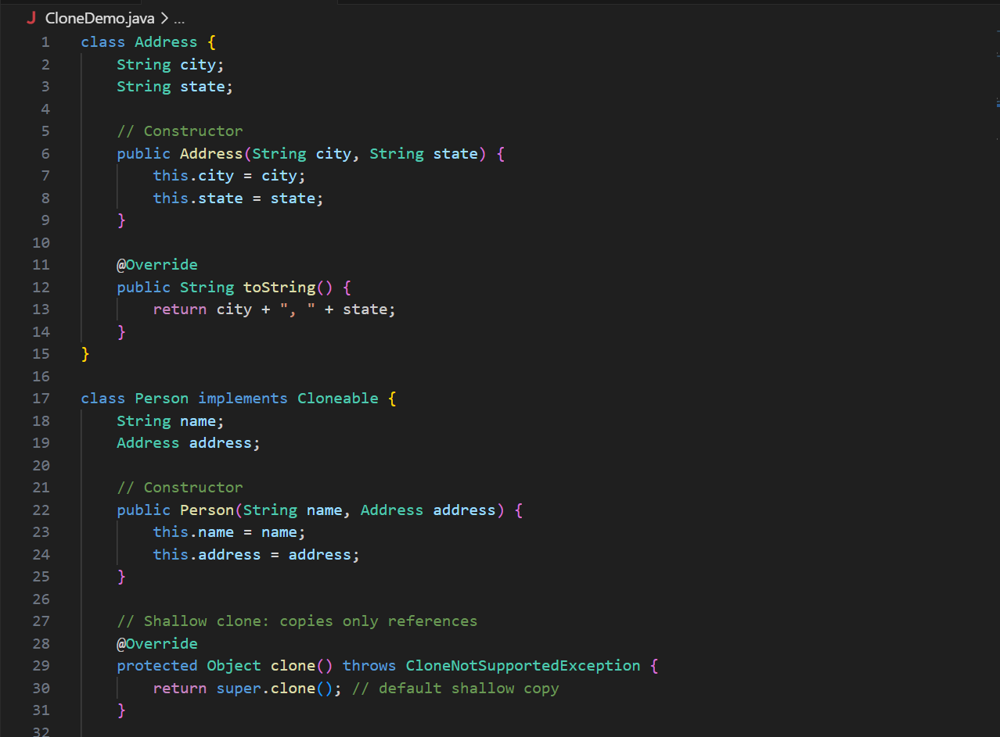 J CloneDemo.java > ...
1 class Address {
2     String city;
3     String state;
4
5     // Constructor
6     public Address(String city, String state) {
7         this.city = city;
8         this.state = state;
9     }
10
11     @Override
12     public String toString() {
13         return city + ", " + state;
14     }
15 }
16
17 class Person implements Cloneable {
18     String name;
19     Address address;
20
21     // Constructor
22     public Person(String name, Address address) {
23         this.name = name;
24         this.address = address;
25     }
26
27     // Shallow clone: copies only references
28     @Override
29     protected Object clone() throws CloneNotSupportedException {
30         return super.clone(); // default shallow copy
31     }
32